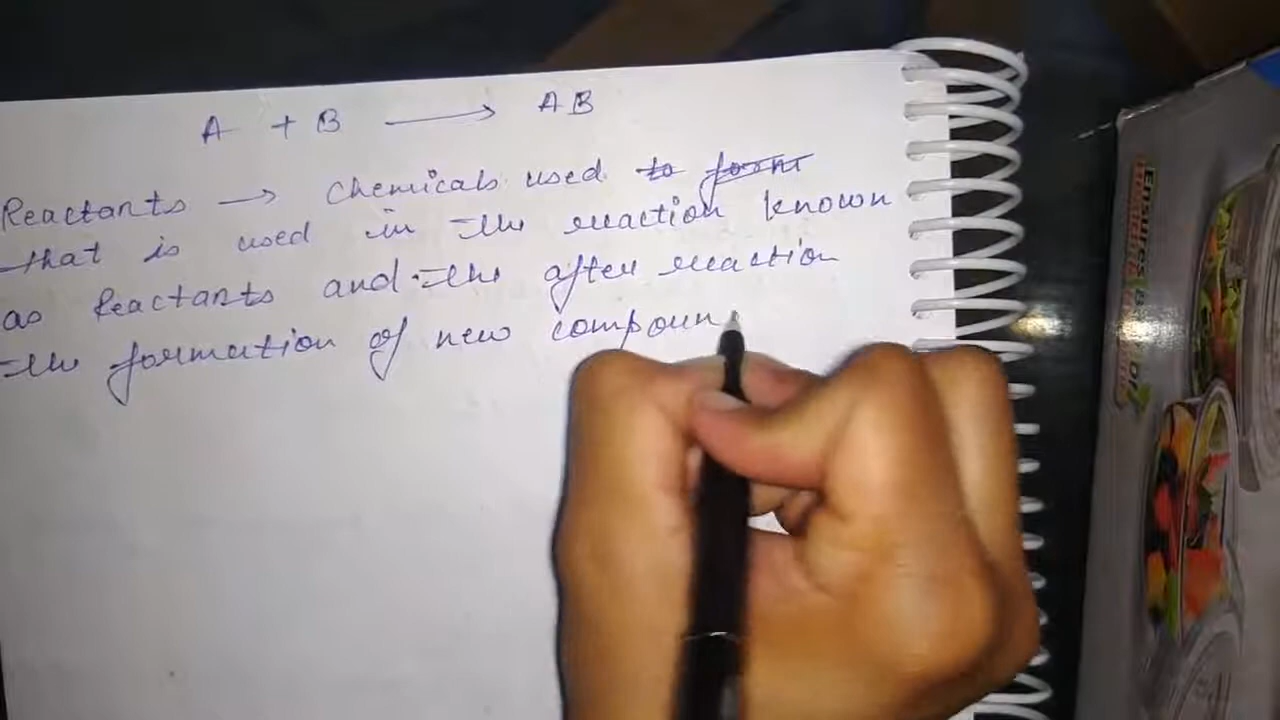 A + B → AB
Reactants → Chemicals used to form
that is used in the reaction known
as Reactants and the after reaction
the formation of new compoun
Ensures B